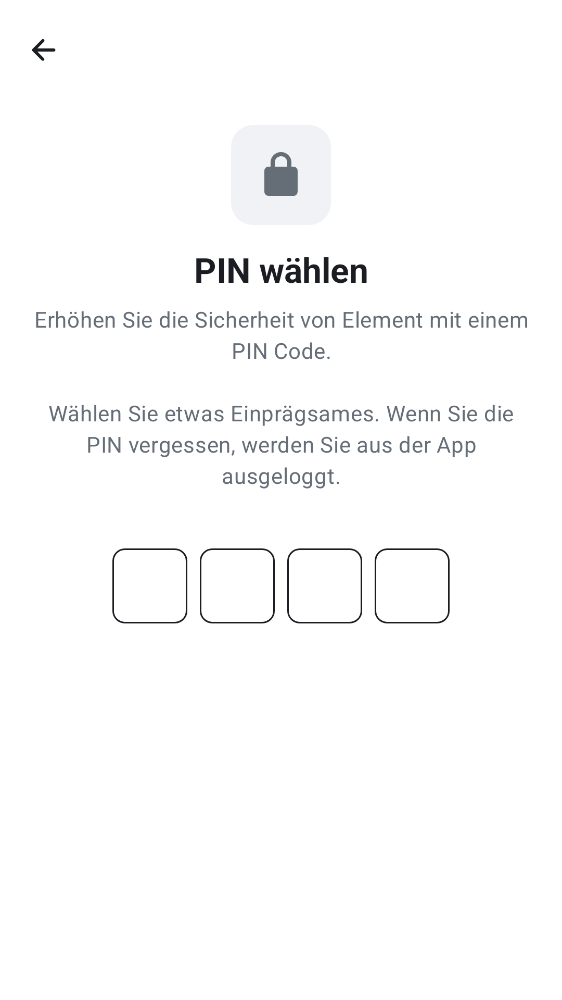 PIN wählen
Erhöhen Sie die Sicherheit von Element mit einem
PIN Code.
Wählen Sie etwas Einprägsames. Wenn Sie die
PIN vergessen, werden Sie aus der App
ausgeloggt.